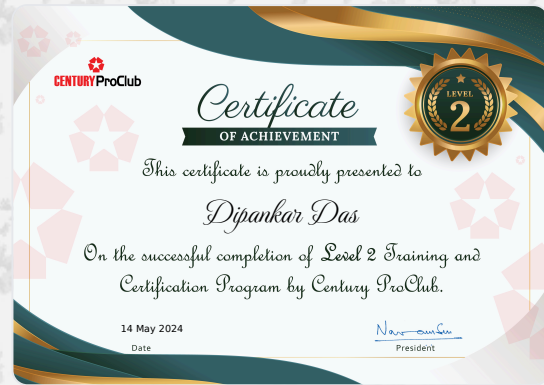 CENTURY ProClub
LEVEL
2
Certificate
OF ACHIEVEMENT
This certificate is proudly presented to
Dipankar Das
On the successful completion of Level 2 Training and
Certification Program by Century ProClub.
14 May 2024
Date
President